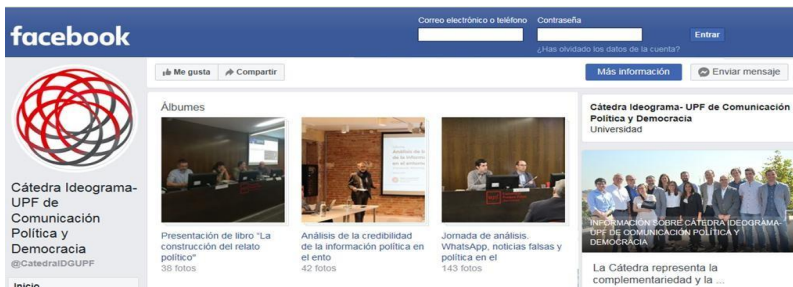 Correo electrónico o teléfono
Contraseña
facebook
Entrar
¿Has olvidado los datos de la cuenta?
Me gusta
Compartir
Más información
Enviar mensaje
Cátedra Ideograma-
UPF de
Comunicación
Política y
Democracia
@CatedraIDGUPF
Inicio
Álbumes
Presentación de libro "La
construcción del relato
político"
38 fotos
Análisis de la credibilidad
de la información política en
el ento
42 fotos
Jornada de análisis.
WhatsApp, noticias falsas y
política en el
143 fotos
Cátedra Ideograma- UPF de Comunicación
Política y Democracia
Universidad
INFORMACIÓN SOBRE CÁTEDRA IDEOGRAMA-
UPF DE COMUNICACIÓN POLÍTICA Y
DEMOCRACIA
La Cátedra representa la
complementariedad y la ...